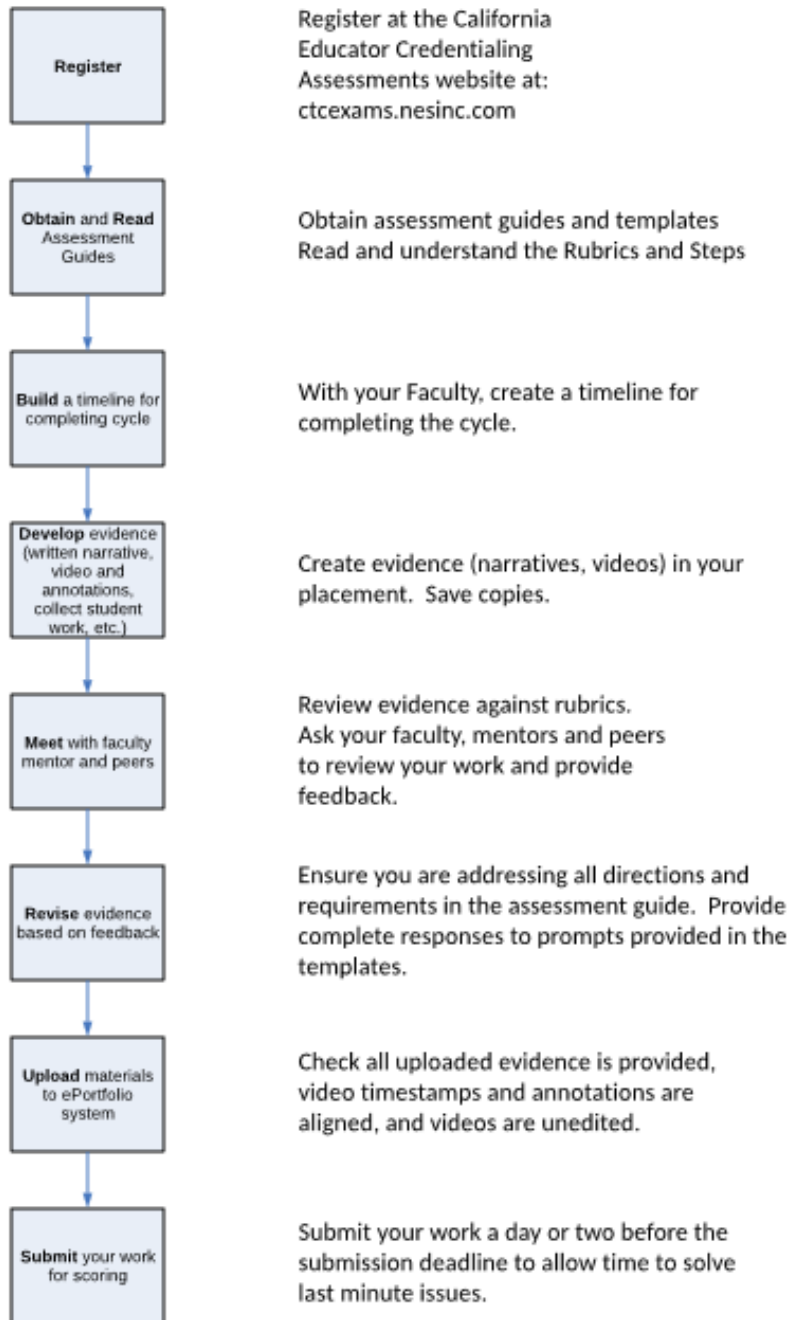 Register
Register at the California
Educator Credentialing
Assessments website at:
ctcexams.nesinc.com
Obtain and Read
Assessment
Guides
Obtain assessment guides and templates
Read and understand the Rubrics and Steps
Build a timeline for
completing cycle
With your Faculty, create a timeline for
completing the cycle.
Develop evidence
(written narrative,
video and
annotations,
collect student
work, etc.)
Create evidence (narratives, videos) in your
placement.  Save copies.
Meet with faculty
mentor and peers
Review evidence against rubrics.
Ask your faculty, mentors and peers
to review your work and provide
feedback.
Revise evidence
based on feedback
Ensure you are addressing all directions and
requirements in the assessment guide.  Provide
complete responses to prompts provided in the
templates.
Upload materials
to ePortfolio
system
Check all uploaded evidence is provided,
video timestamps and annotations are
aligned, and videos are unedited.
Submit your work
for scoring
Submit your work a day or two before the
submission deadline to allow time to solve
last minute issues.